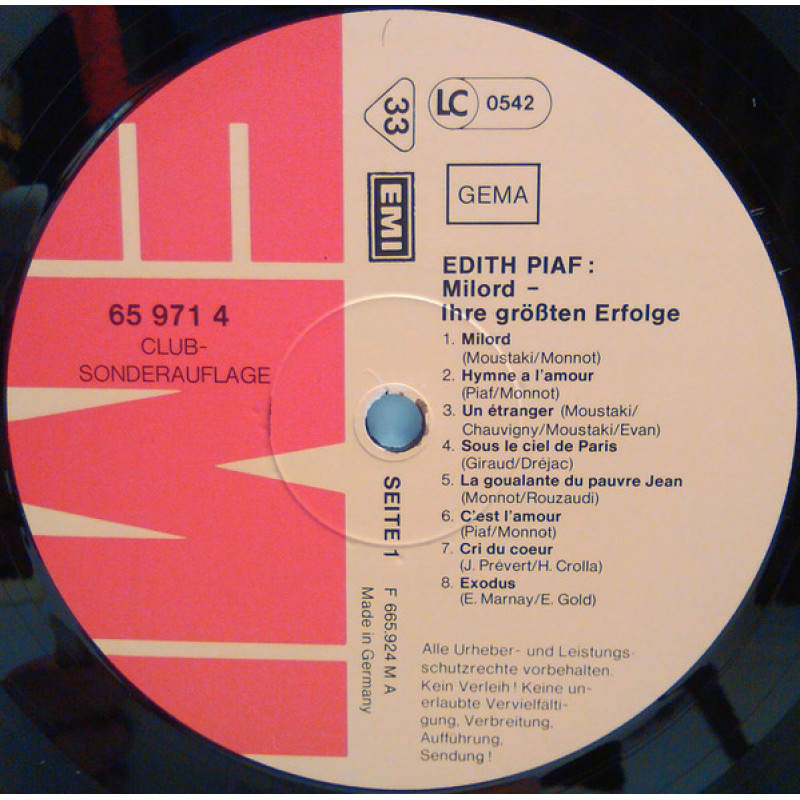 33
LC 0542
EMI
GEMA
EDITH PIAF:
Milord –
Ihre größten Erfolge
1. Milord
(Moustaki/Monnot)
2. Hymne a l'amour
(Piaf/Monnot)
3. Un étranger (Moustaki/
Chauvigny/Moustaki/Evan)
4. Sous le ciel de Paris
(Giraud/Dréjac)
5. La goualante du pauvre Jean
(Monnot/Rouzaudi)
6. C'est l'amour
(Piaf/Monnot)
7. Cri du coeur
(J. Prévert/H. Crolla)
8. Exodus
(E. Marnay/E. Gold)
65 971 4
CLUB-
SONDERAUFLAGE
SEITE 1
F 665.924 M A
Made in Germany
Alle Urheber- und Leistungs-
schutzrechte vorbehalten.
Kein Verleih! Keine un-
erlaubte Vervielfälti-
gung, Verbreitung,
Aufführung,
Sendung!